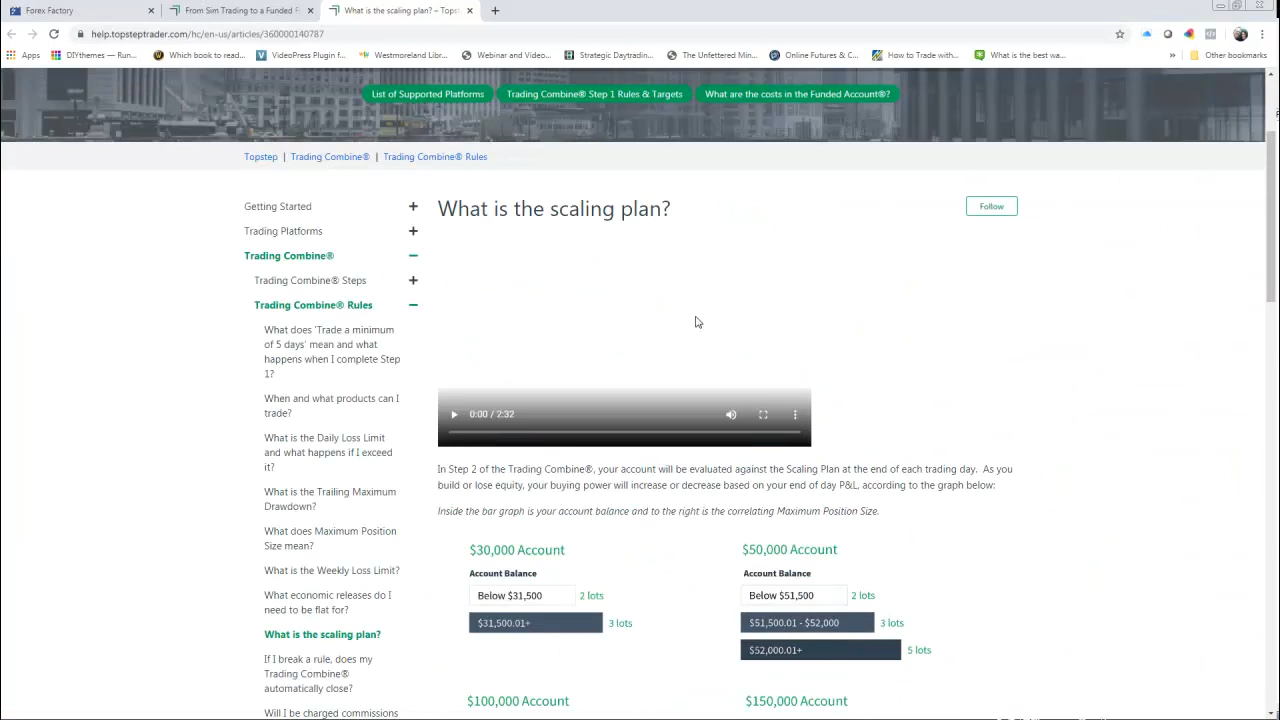 Forex Factory
From Sim Trading to a Funded F
What is the scaling plan? – Topst
help.topsteptrader.com/hc/en-us/articles/360000140787
Apps
DIYthemes — Run...
Which book to read...
VideoPress Plugin f...
Westmoreland Libr...
Webinar and Video...
Strategic Daytradin...
The Unfettered Min...
Online Futures & C...
How to Trade with...
What is the best wa...
»
Other bookmarks
List of Supported Platforms
Trading Combine® Step 1 Rules & Targets
What are the costs in the Funded Account®?
Topstep | Trading Combine® | Trading Combine® Rules
Getting Started +
Trading Platforms +
Trading Combine® −
Trading Combine® Steps +
Trading Combine® Rules −
What does 'Trade a minimum
of 5 days' mean and what
happens when I complete Step
1?
When and what products can I
trade?
What is the Daily Loss Limit
and what happens if I exceed
it?
What is the Trailing Maximum
Drawdown?
What does Maximum Position
Size mean?
What is the Weekly Loss Limit?
What economic releases do I
need to be flat for?
What is the scaling plan?
If I break a rule, does my
Trading Combine®
automatically close?
Will I be charged commissions
What is the scaling plan?
Follow
0:00 / 2:32
In Step 2 of the Trading Combine®, your account will be evaluated against the Scaling Plan at the end of each trading day. As you
build or lose equity, your buying power will increase or decrease based on your end of day P&L, according to the graph below:
Inside the bar graph is your account balance and to the right is the correlating Maximum Position Size.
$30,000 Account
Account Balance
Below $31,500 2 lots
$31,500.01+ 3 lots
$50,000 Account
Account Balance
Below $51,500 2 lots
$51,500.01 - $52,000 3 lots
$52,000.01+ 5 lots
$100,000 Account
$150,000 Account